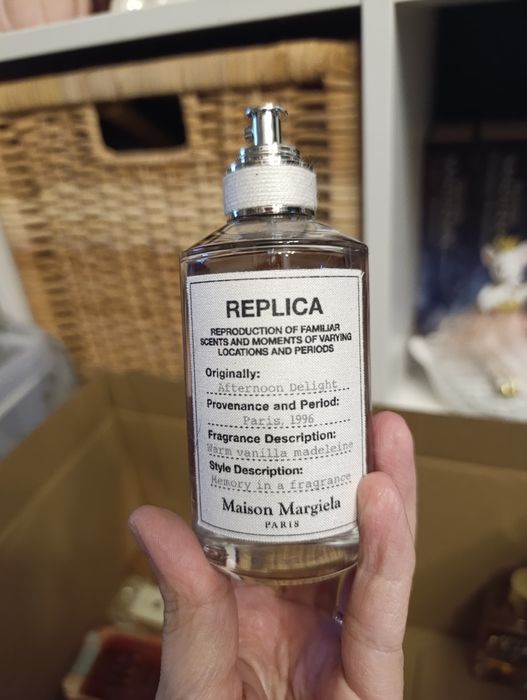 REPLICA
REPRODUCTION OF FAMILIAR
SCENTS AND MOMENTS OF VARYING
LOCATIONS AND PERIODS
Originally:
Afternoon Delight
Provenance and Period:
Paris, 1996
Fragrance Description:
Warm vanilla madeleine
Style Description:
Memory in a fragrance
Maison Margiela
PARIS